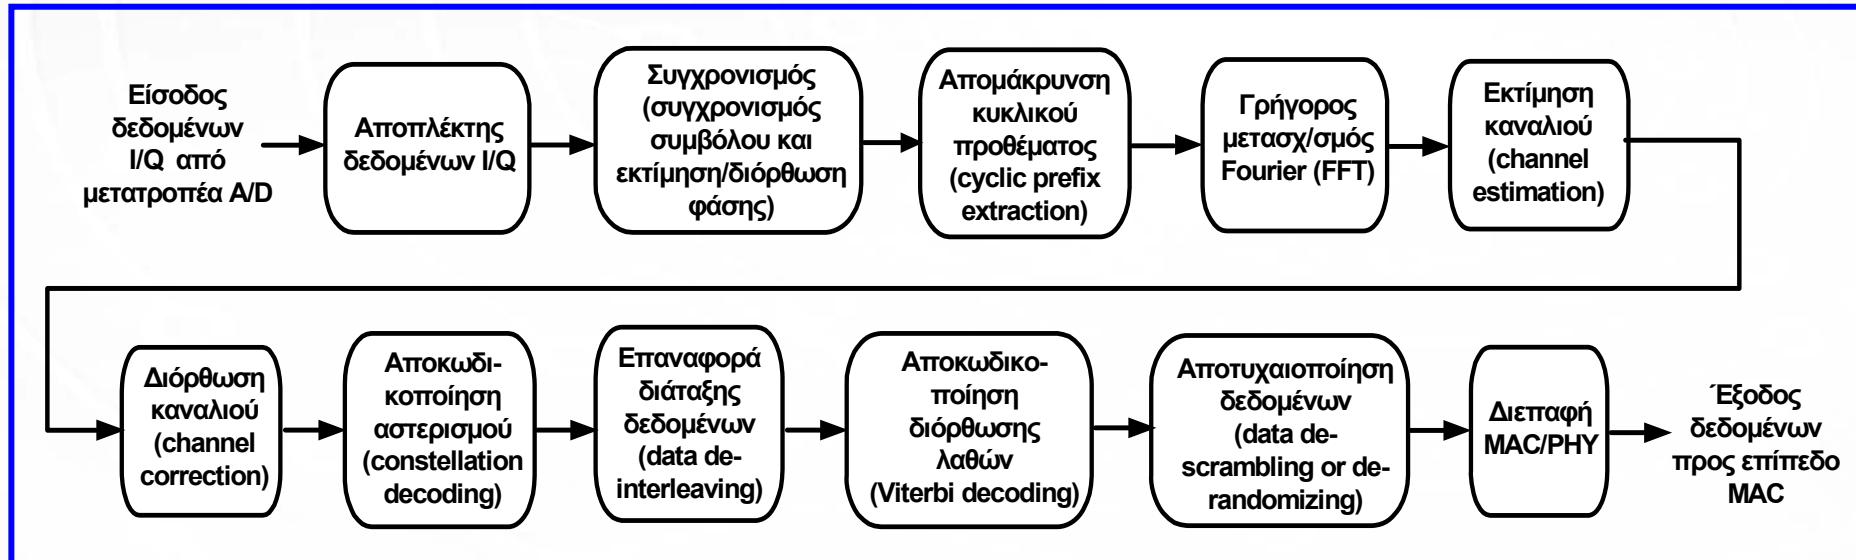 Είσοδος
δεδομένων
I/Q από
μετατροπέα A/D
Αποπλέκτης
δεδομένων I/Q
Συγχρονισμός
(συγχρονισμός
συμβόλου και
εκτίμηση/διόρθωση
φάσης)
Απομάκρυνση
κυκλικού
προθέματος
(cyclic prefix
extraction)
Γρήγορος
μετασχ/σμός
Fourier (FFT)
Εκτίμηση
καναλιού
(channel
estimation)
Διόρθωση
καναλιού
(channel
correction)
Αποκωδι-
κοποίηση
αστερισμού
(constellation
decoding)
Επαναφορά
διάταξης
δεδομένων
(data de-
interleaving)
Αποκωδικο-
ποίηση
διόρθωσης
λαθών
(Viterbi decoding)
Αποτυχαιοποίηση
δεδομένων
(data de-
scrambling or de-
randomizing)
Διεπαφή
MAC/PHY
Έξοδος
δεδομένων
προς επίπεδο
MAC